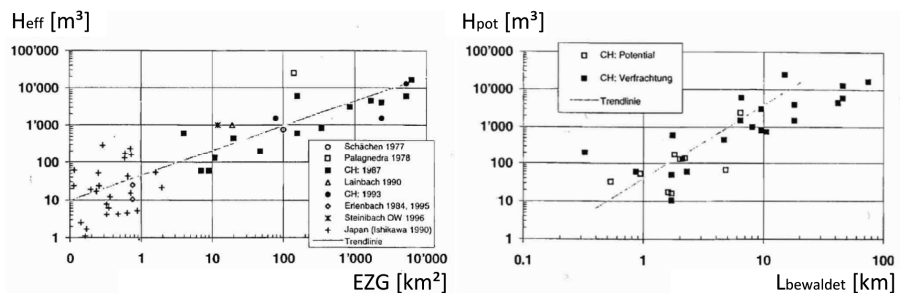 Heff [m³]
100'000
10'000
1'000
100
10
1
0
1
10
100
1'000
10'000
EZG [km²]
Schächen 1977
Palagnedra 1978
CH: 1987
Lainbach 1990
CH: 1993
Erlenbach 1984, 1995
Steinbach OW 1996
Japan (Ishikawa 1990)
Trendlinie
Hpot [m³]
100'000
10'000
1'000
100
10
1
0.1
1
10
100
Lbewaldet [km]
CH: Potential
CH: Verfrachtung
Trendlinie